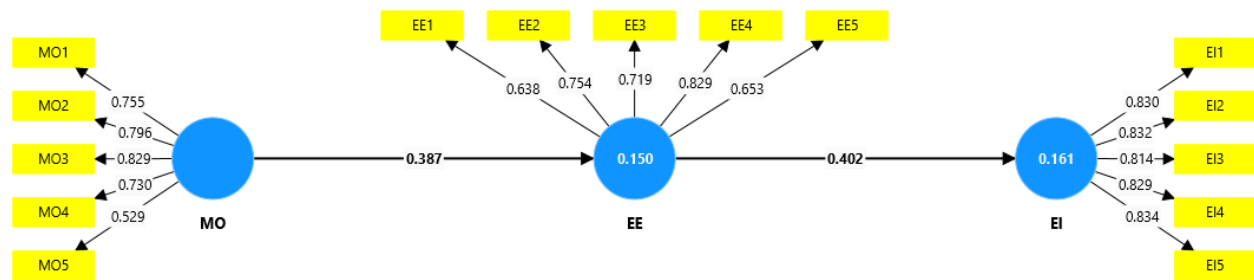 EE1
EE2
EE3
EE4
EE5
MO1
MO2
MO3
MO4
MO5
0.755
0.796
0.829
0.730
0.529
MO
0.387
0.638
0.754
0.719
0.829
0.653
0.150
EE
0.402
0.161
EI
0.830
0.832
0.814
0.829
0.834
EI1
EI2
EI3
EI4
EI5